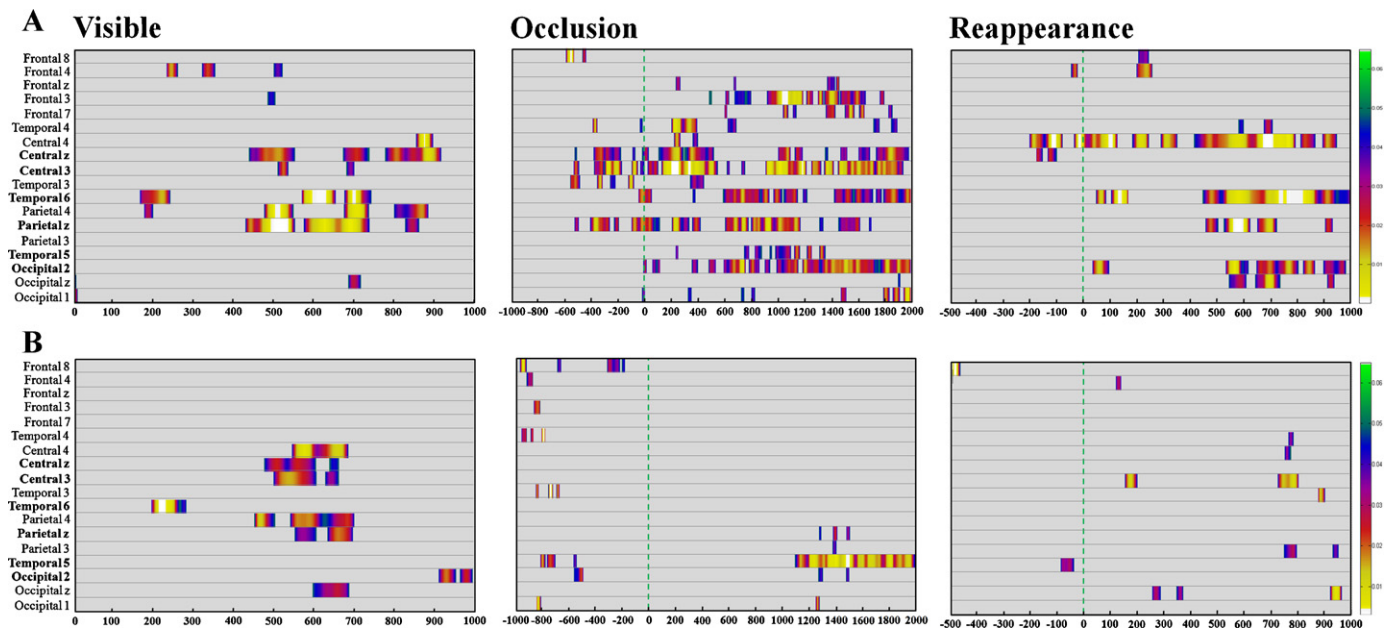 A
Visible
Occlusion
Reappearance
Frontal 8
Frontal 4
Frontal z
Frontal 3
Frontal 7
Temporal 4
Central 4
Central z
Central 3
Temporal 3
Temporal 6
Parietal 4
Parietal z
Parietal 3
Temporal 5
Occipital 2
Occipital z
Occipital 1
0 100 200 300 400 500 600 700 800 900 1000
-1000 -800 -600 -400 -200 0 200 400 600 800 1000 1200 1400 1600 1800 2000
-500 -400 -300 -200 -100 0 100 200 300 400 500 600 700 800 900 1000
0.06
0.05
0.04
0.03
0.02
0.01
B
Frontal 8
Frontal 4
Frontal z
Frontal 3
Frontal 7
Temporal 4
Central 4
Central z
Central 3
Temporal 3
Temporal 6
Parietal 4
Parietal z
Parietal 3
Temporal 5
Occipital 2
Occipital z
Occipital 1
0 100 200 300 400 500 600 700 800 900 1000
-1000 -800 -600 -400 -200 0 200 400 600 800 1000 1200 1400 1600 1800 2000
-500 -400 -300 -200 -100 0 100 200 300 400 500 600 700 800 900 1000
0.06
0.05
0.04
0.03
0.02
0.01